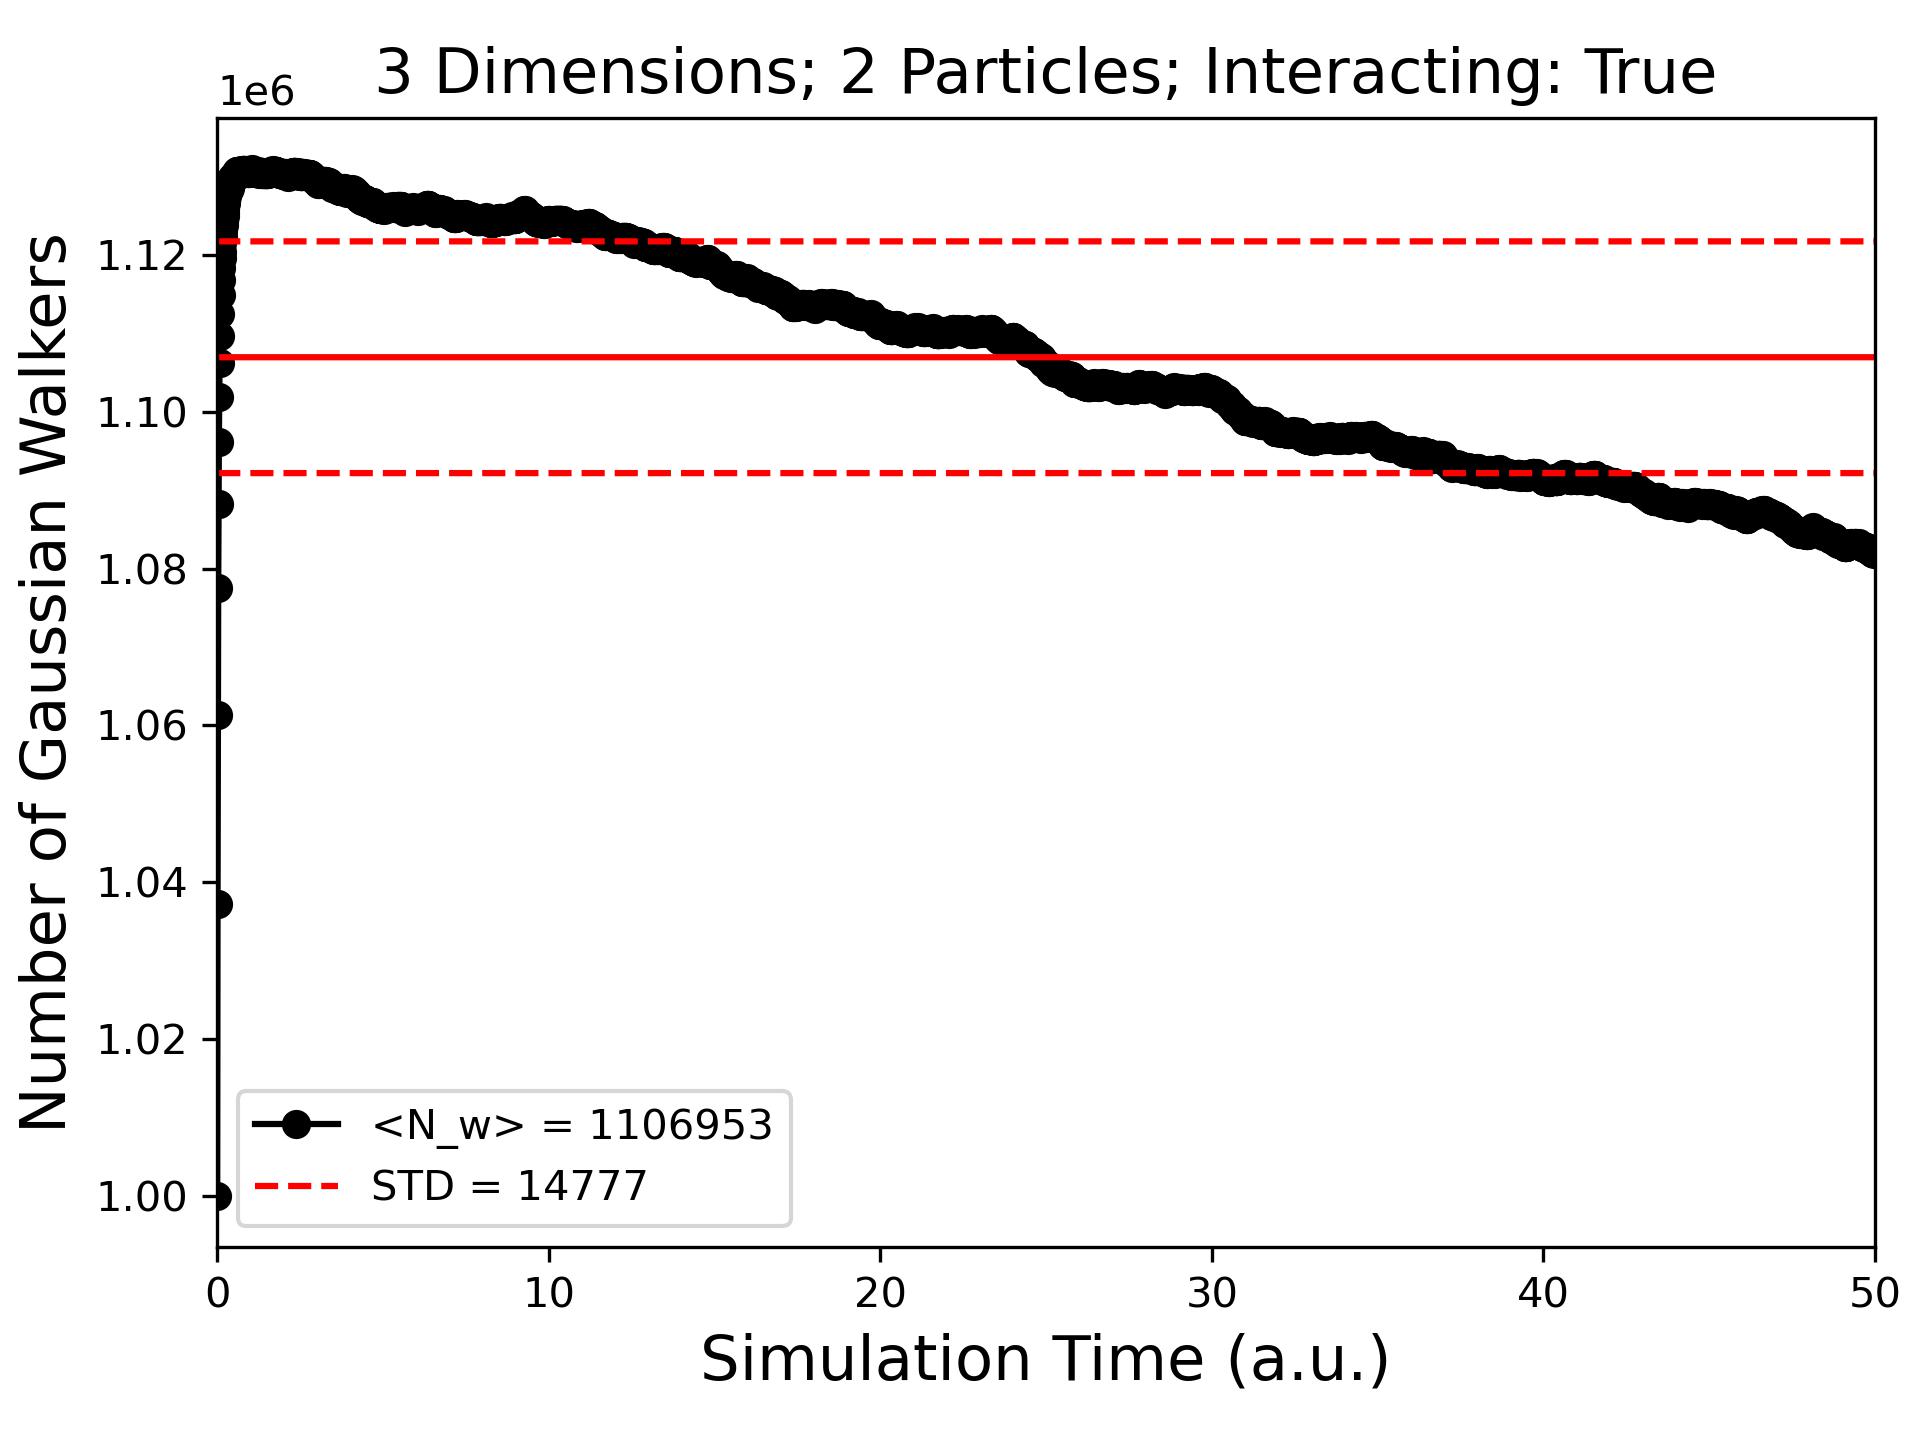 3 Dimensions; 2 Particles; Interacting: True
1e6
Number of Gaussian Walkers
1.12
1.10
1.08
1.06
1.04
1.02
1.00
<N_w> = 1106953
STD = 14777
0 10 20 30 40 50
Simulation Time (a.u.)